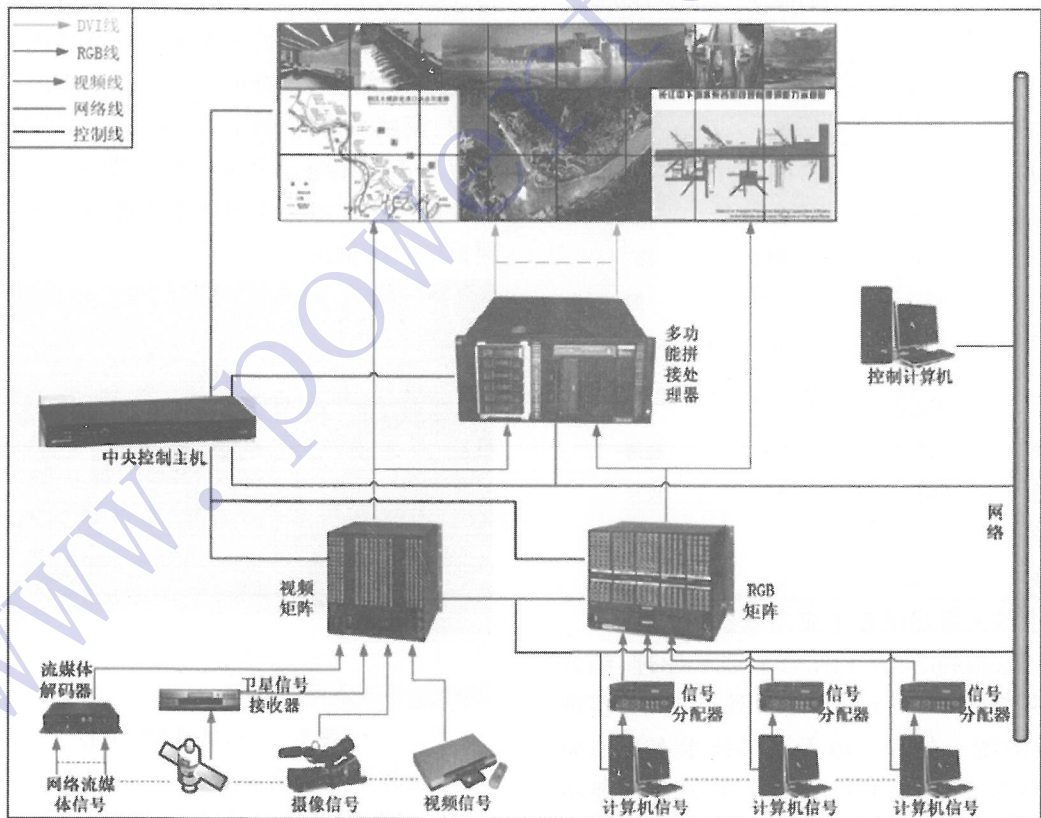 DVI线
RGB线
视频线
网络线
控制线
多功
能拼
接处
理器
控制计算机
中央控制主机
网
络
视频
矩阵
RGB
矩阵
流媒体
解码器
卫星信号
接收器
信号
分配器
信号
分配器
信号
分配器
网络流媒
体信号
摄像信号
视频信号
计算机信号
计算机信号
计算机信号
www.power